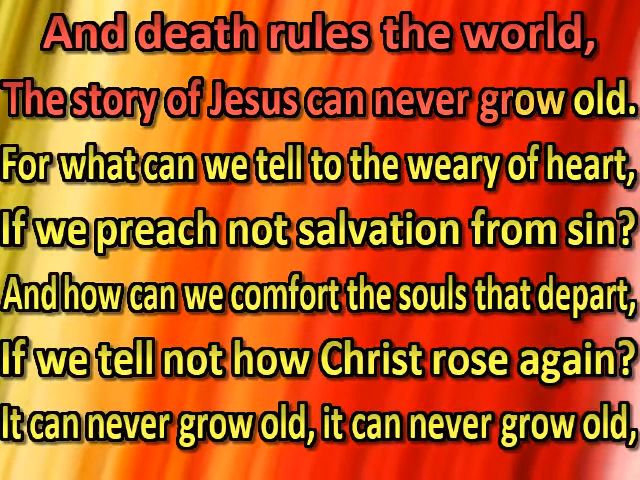 And death rules the world,
The story of Jesus can never grow old.
For what can we tell to the weary of heart,
If we preach not salvation from sin?
And how can we comfort the souls that depart,
If we tell not how Christ rose again?
It can never grow old, it can never grow old,